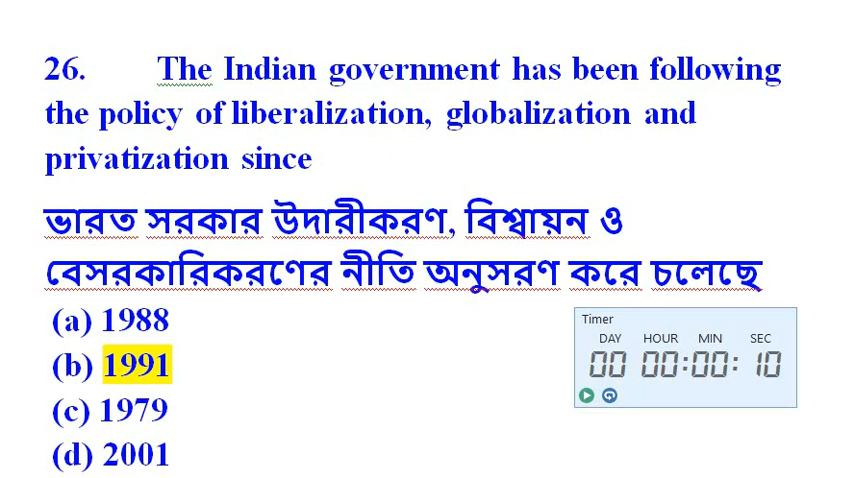 26. The Indian government has been following
the policy of liberalization, globalization and
privatization since
ভারত সরকার উদারীকরণ, বিশ্বায়ন ও
বেসরকারিকরণের নীতি অনুসরণ করে চলেছে
(a) 1988
(b) 1991
(c) 1979
(d) 2001
Timer
DAY HOUR MIN SEC
00 00:00:10